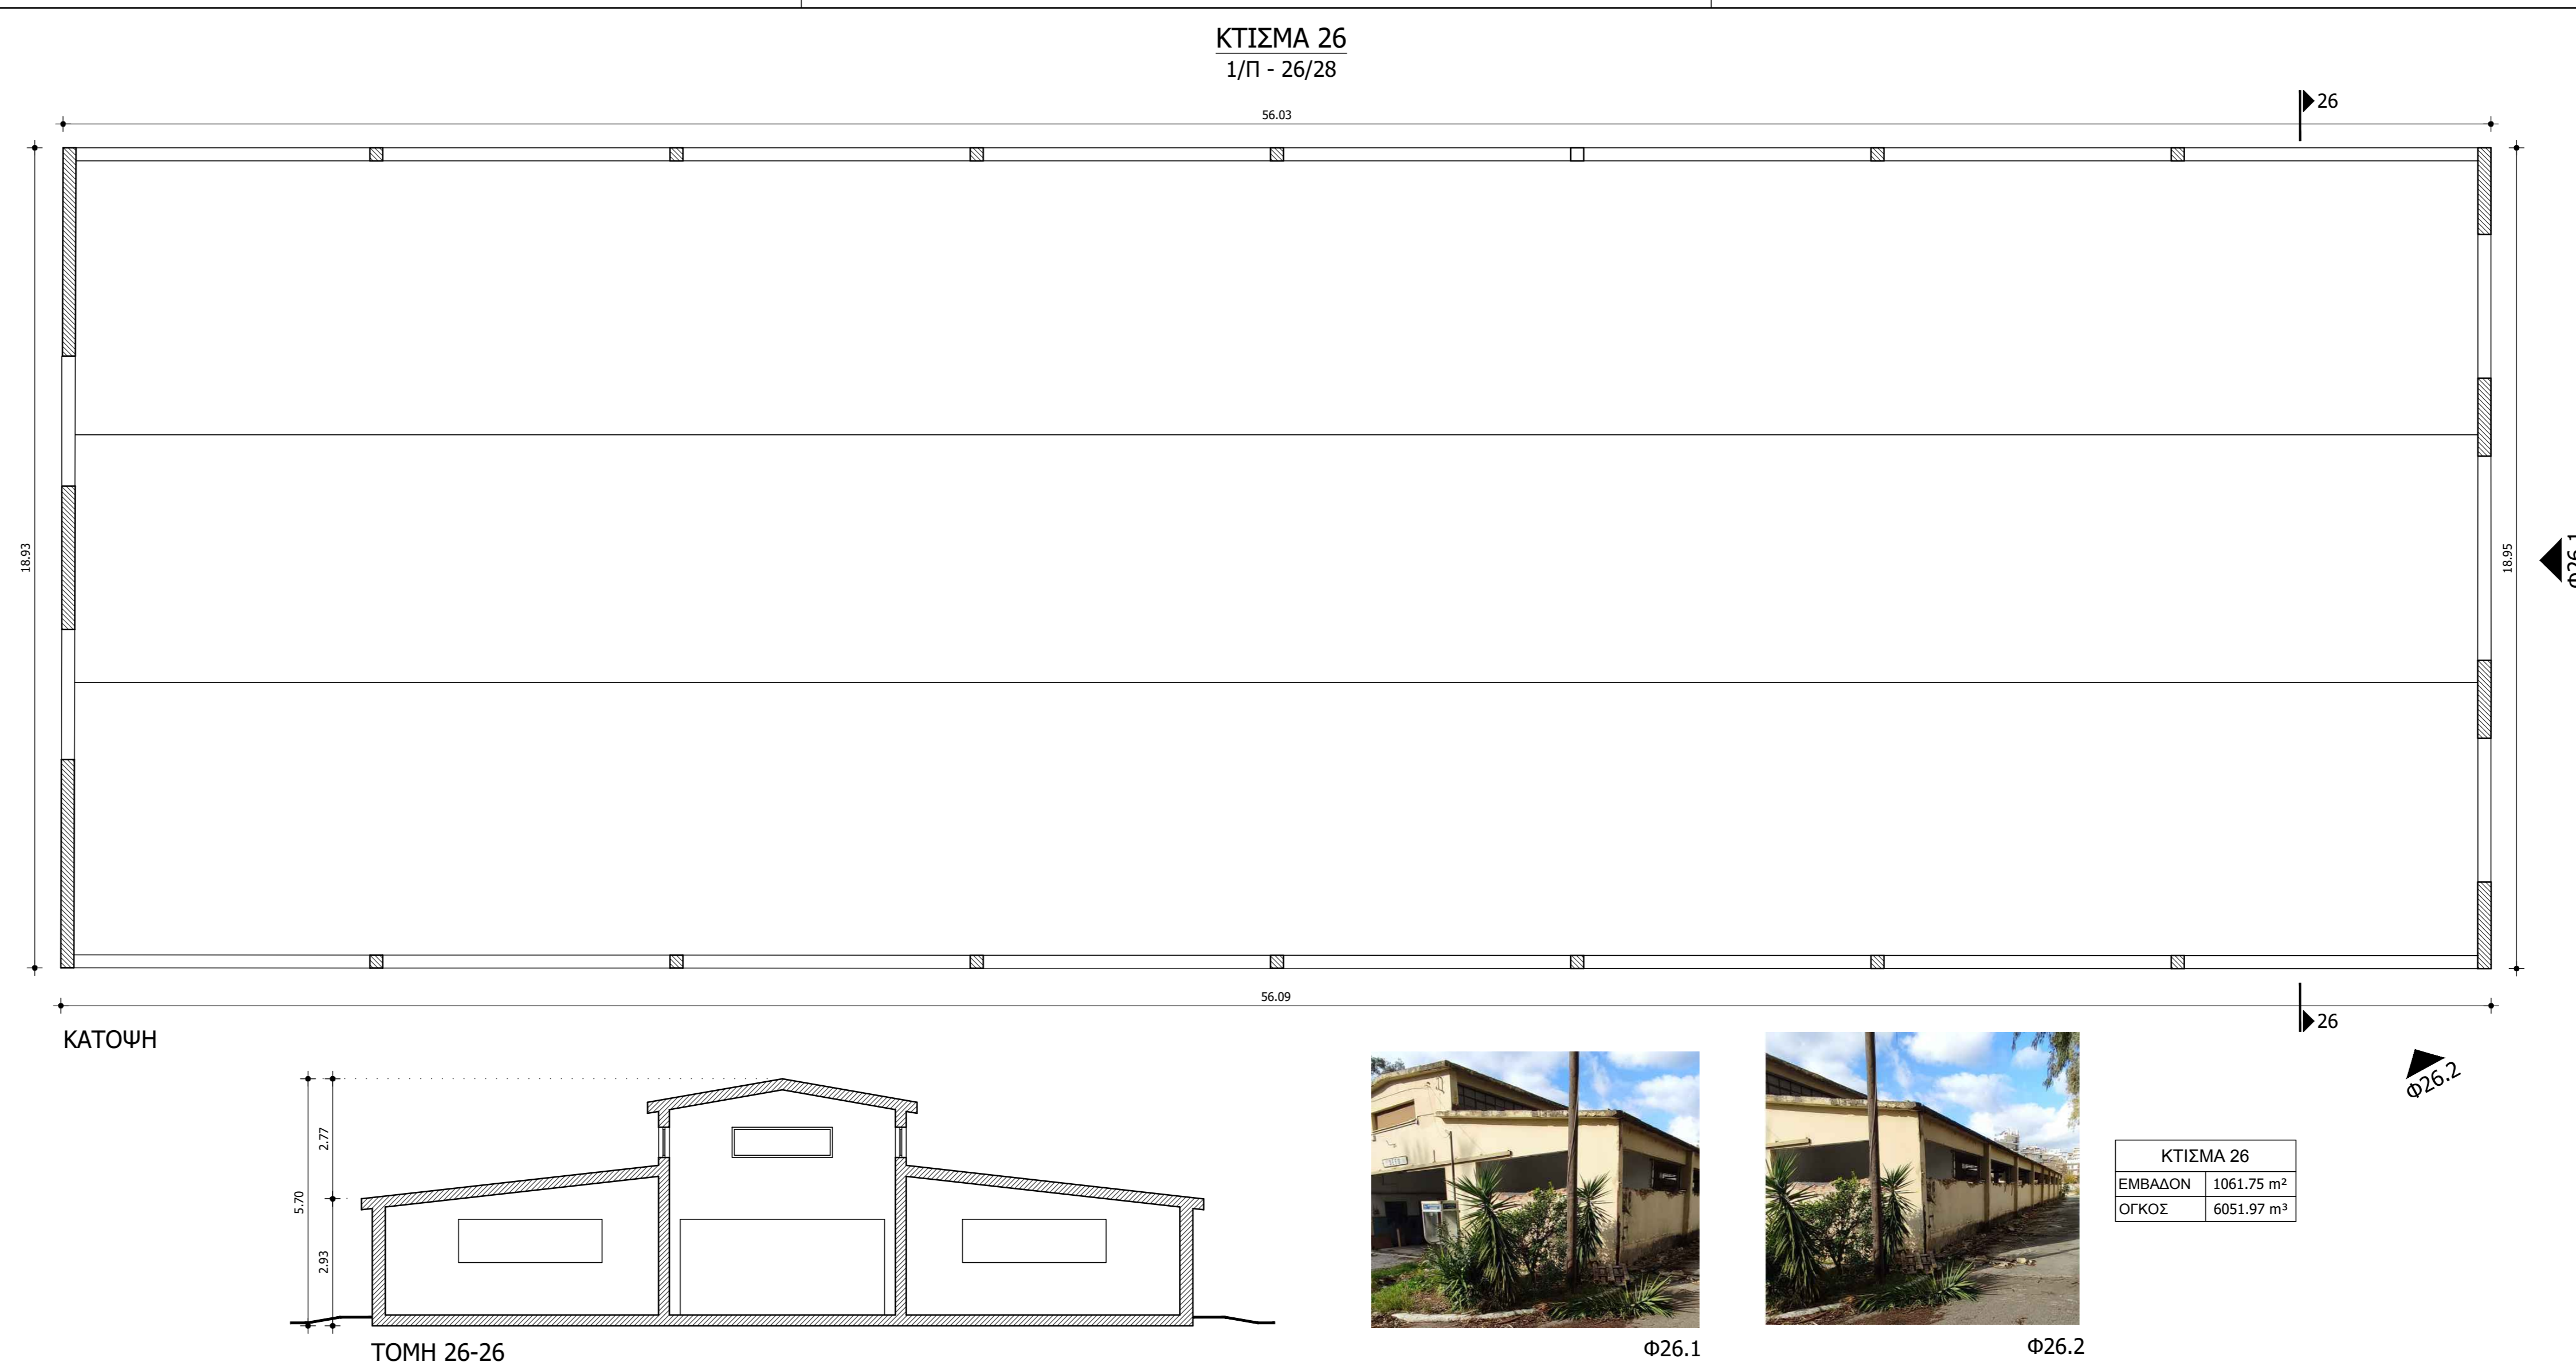 ΚΤΙΣΜΑ 26
1/Π - 26/28
26
56.03
18.93
18.95
Φ26.1
56.09
26
ΚΑΤΟΨΗ
Φ26.2
2.77
5.70
2.93
ΤΟΜΗ 26-26
Φ26.1
Φ26.2
ΚΤΙΣΜΑ 26
ΕΜΒΑΔΟΝ 1061.75 m²
ΟΓΚΟΣ 6051.97 m³